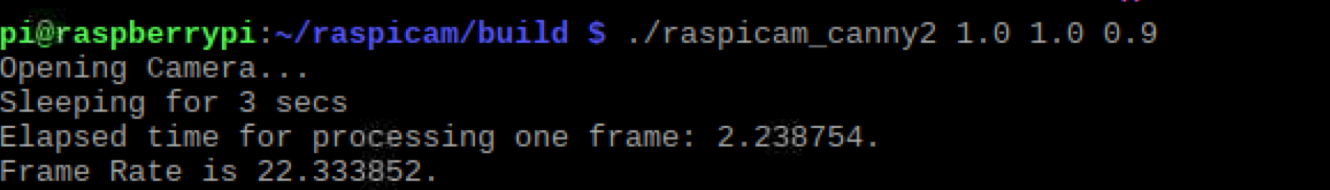 pi@raspberrypi:~/raspicam/build $ ./raspicam_canny2 1.0 1.0 0.9
Opening Camera...
Sleeping for 3 secs
Elapsed time for processing one frame: 2.238754.
Frame Rate is 22.333852.